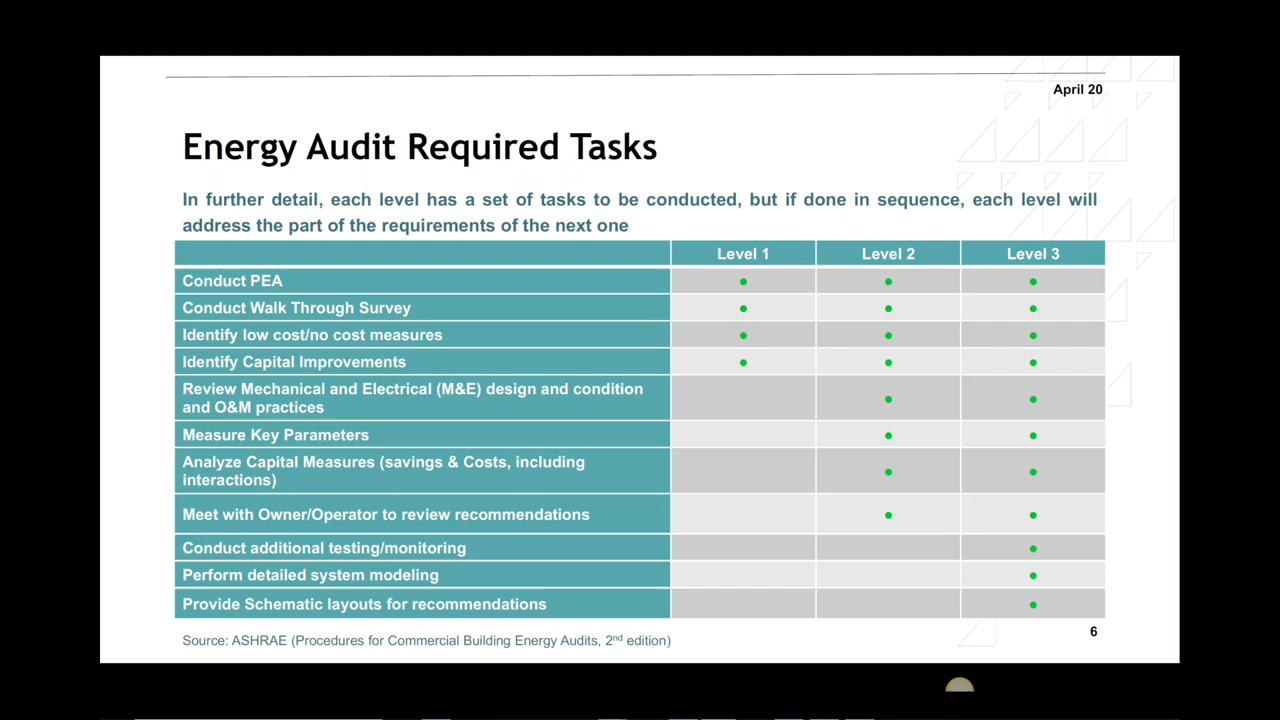 April 20
Energy Audit Required Tasks
In further detail, each level has a set of tasks to be conducted, but if done in sequence, each level will
address the part of the requirements of the next one
Level 1 Level 2 Level 3
Conduct PEA ● ● ●
Conduct Walk Through Survey ● ● ●
Identify low cost/no cost measures ● ● ●
Identify Capital Improvements ● ● ●
Review Mechanical and Electrical (M&E) design and condition
and O&M practices ● ●
Measure Key Parameters ● ●
Analyze Capital Measures (savings & Costs, including
interactions) ● ●
Meet with Owner/Operator to review recommendations ● ●
Conduct additional testing/monitoring ●
Perform detailed system modeling ●
Provide Schematic layouts for recommendations ●
Source: ASHRAE (Procedures for Commercial Building Energy Audits, 2nd edition)
6